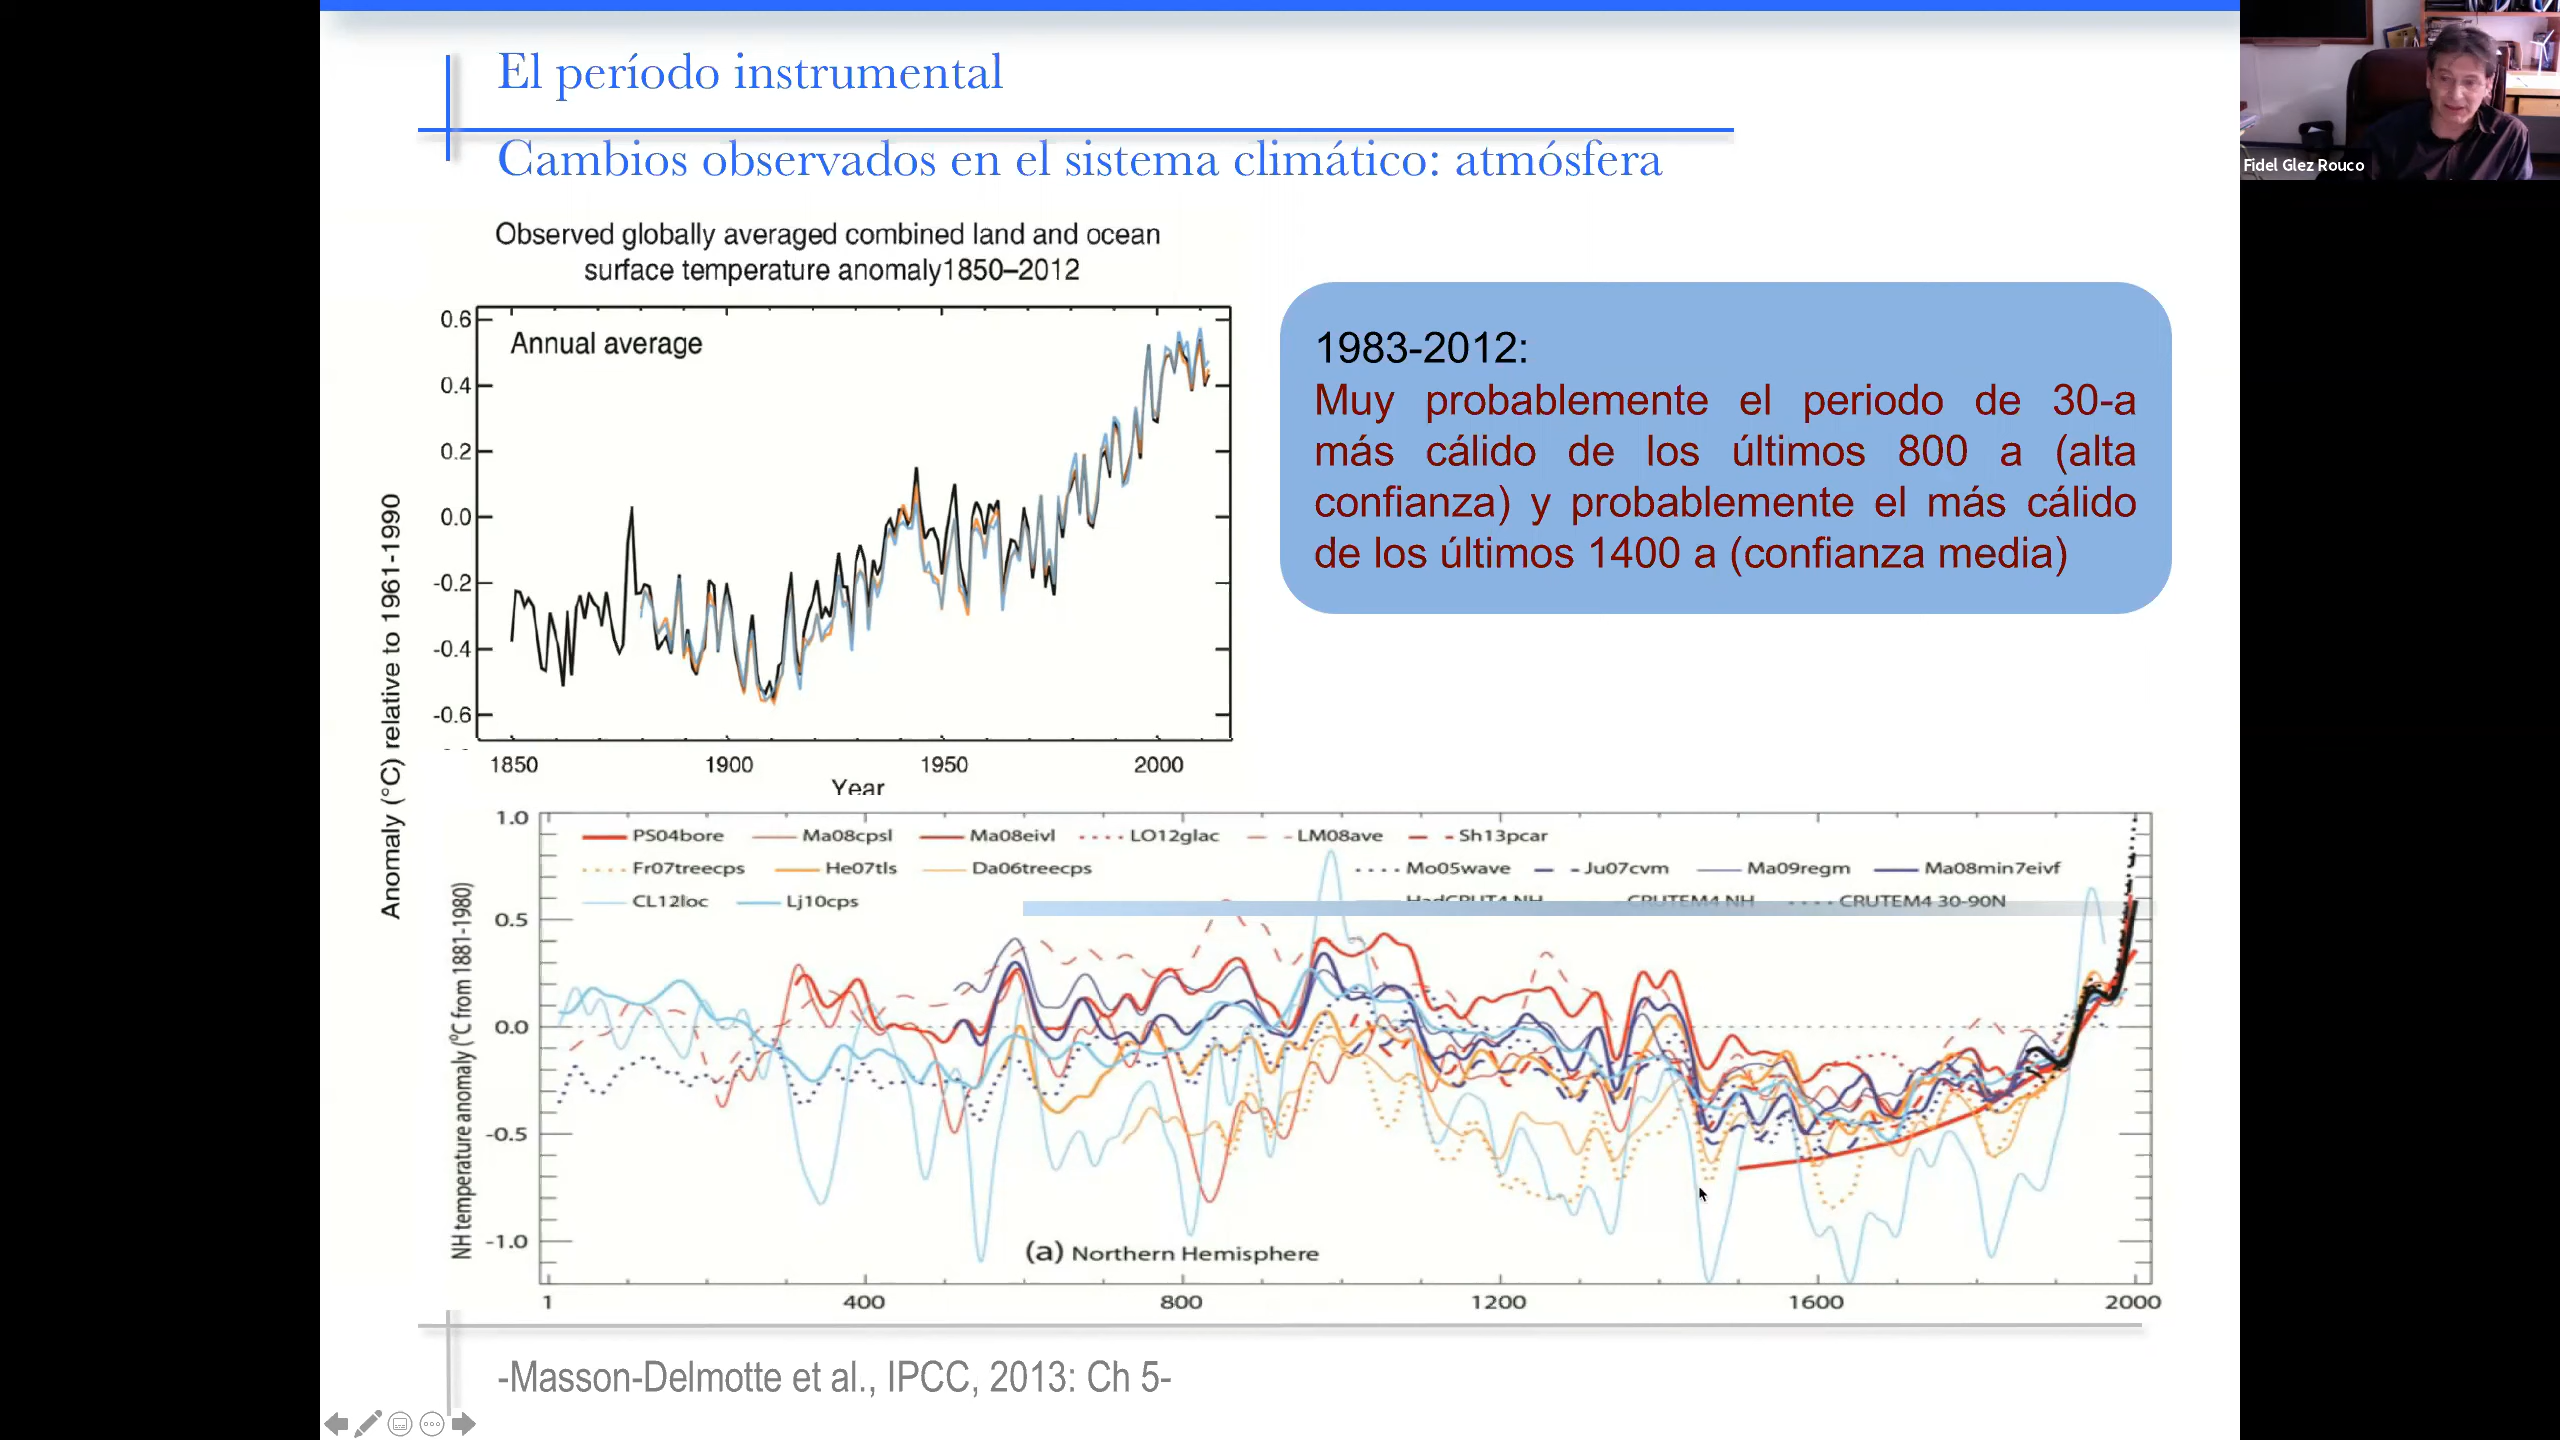 El período instrumental
Cambios observados en el sistema climático: atmósfera
Fidel Glez Rouco
Observed globally averaged combined land and ocean
surface temperature anomaly1850–2012
Anomaly (°C) relative to 1961-1990
Annual average
0.6
0.4
0.2
0.0
-0.2
-0.4
-0.6
1850 1900 1950 2000
Year
1983-2012:
Muy probablemente el periodo de 30-a
más cálido de los últimos 800 a (alta
confianza) y probablemente el más cálido
de los últimos 1400 a (confianza media)
NH temperature anomaly (°C from 1881-1980)
1.0
0.5
0.0
-0.5
-1.0
PS04bore Ma08cpsl Ma08eivl LO12glac LM08ave Sh13pcar
Fr07treecps He07tls Da06treecps Mo05wave Ju07cvm Ma09regm Ma08min7eivf
CL12loc Lj10cps HadCRUT4 NH CRUTEM4 NH CRUTEM4 30-90N
(a) Northern Hemisphere
1 400 800 1200 1600 2000
-Masson-Delmotte et al., IPCC, 2013: Ch 5-